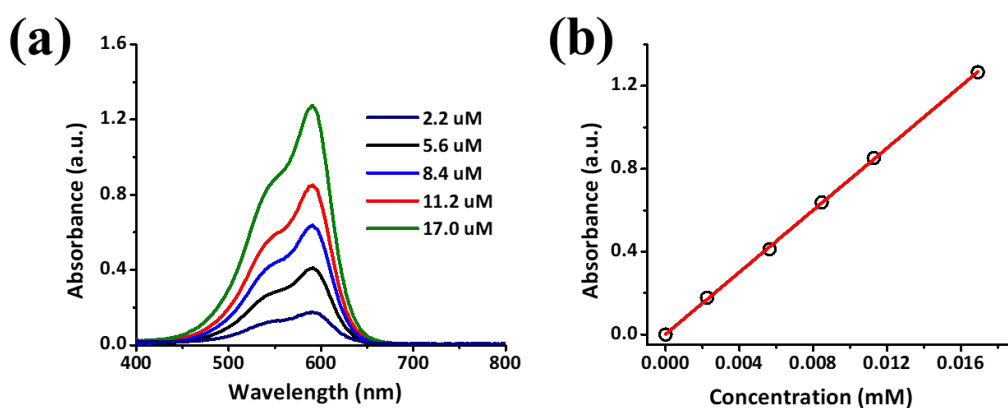 (a)
1.6
1.2
0.8
0.4
0.0
Absorbance (a.u.)
400
500
600
700
800
Wavelength (nm)
2.2 uM
5.6 uM
8.4 uM
11.2 uM
17.0 uM
(b)
1.2
0.8
0.4
0.0
Absorbance (a.u.)
0.000
0.004
0.008
0.012
0.016
Concentration (mM)